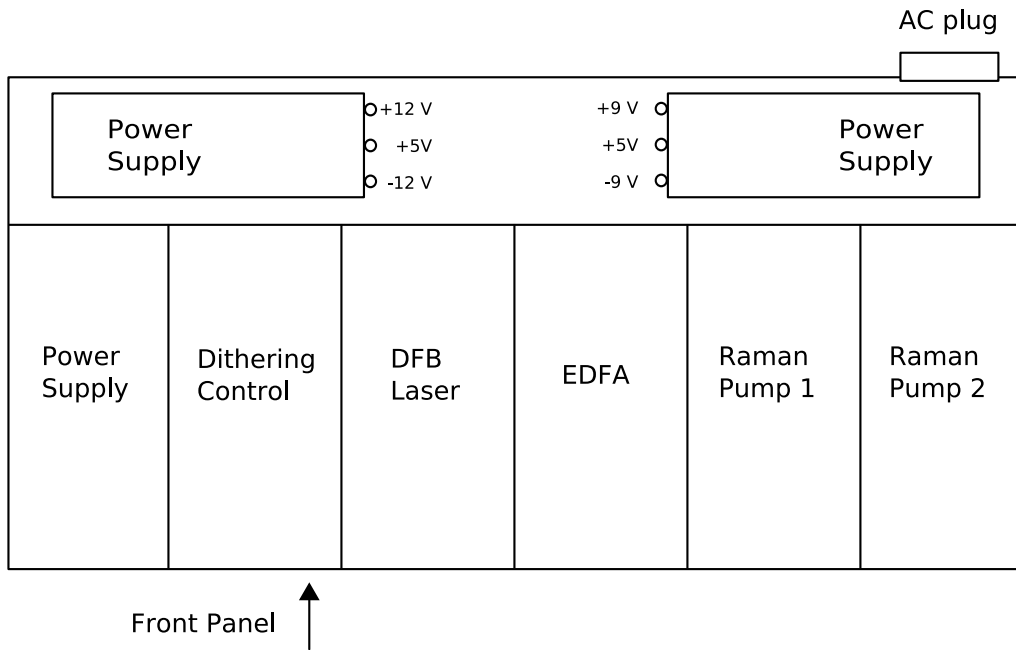 AC plug
Power
Supply
+12 V
+5V
-12 V
+9 V
+5V
-9 V
Power
Supply
Power
Supply
Dithering
Control
DFB
Laser
EDFA
Raman
Pump 1
Raman
Pump 2
Front Panel